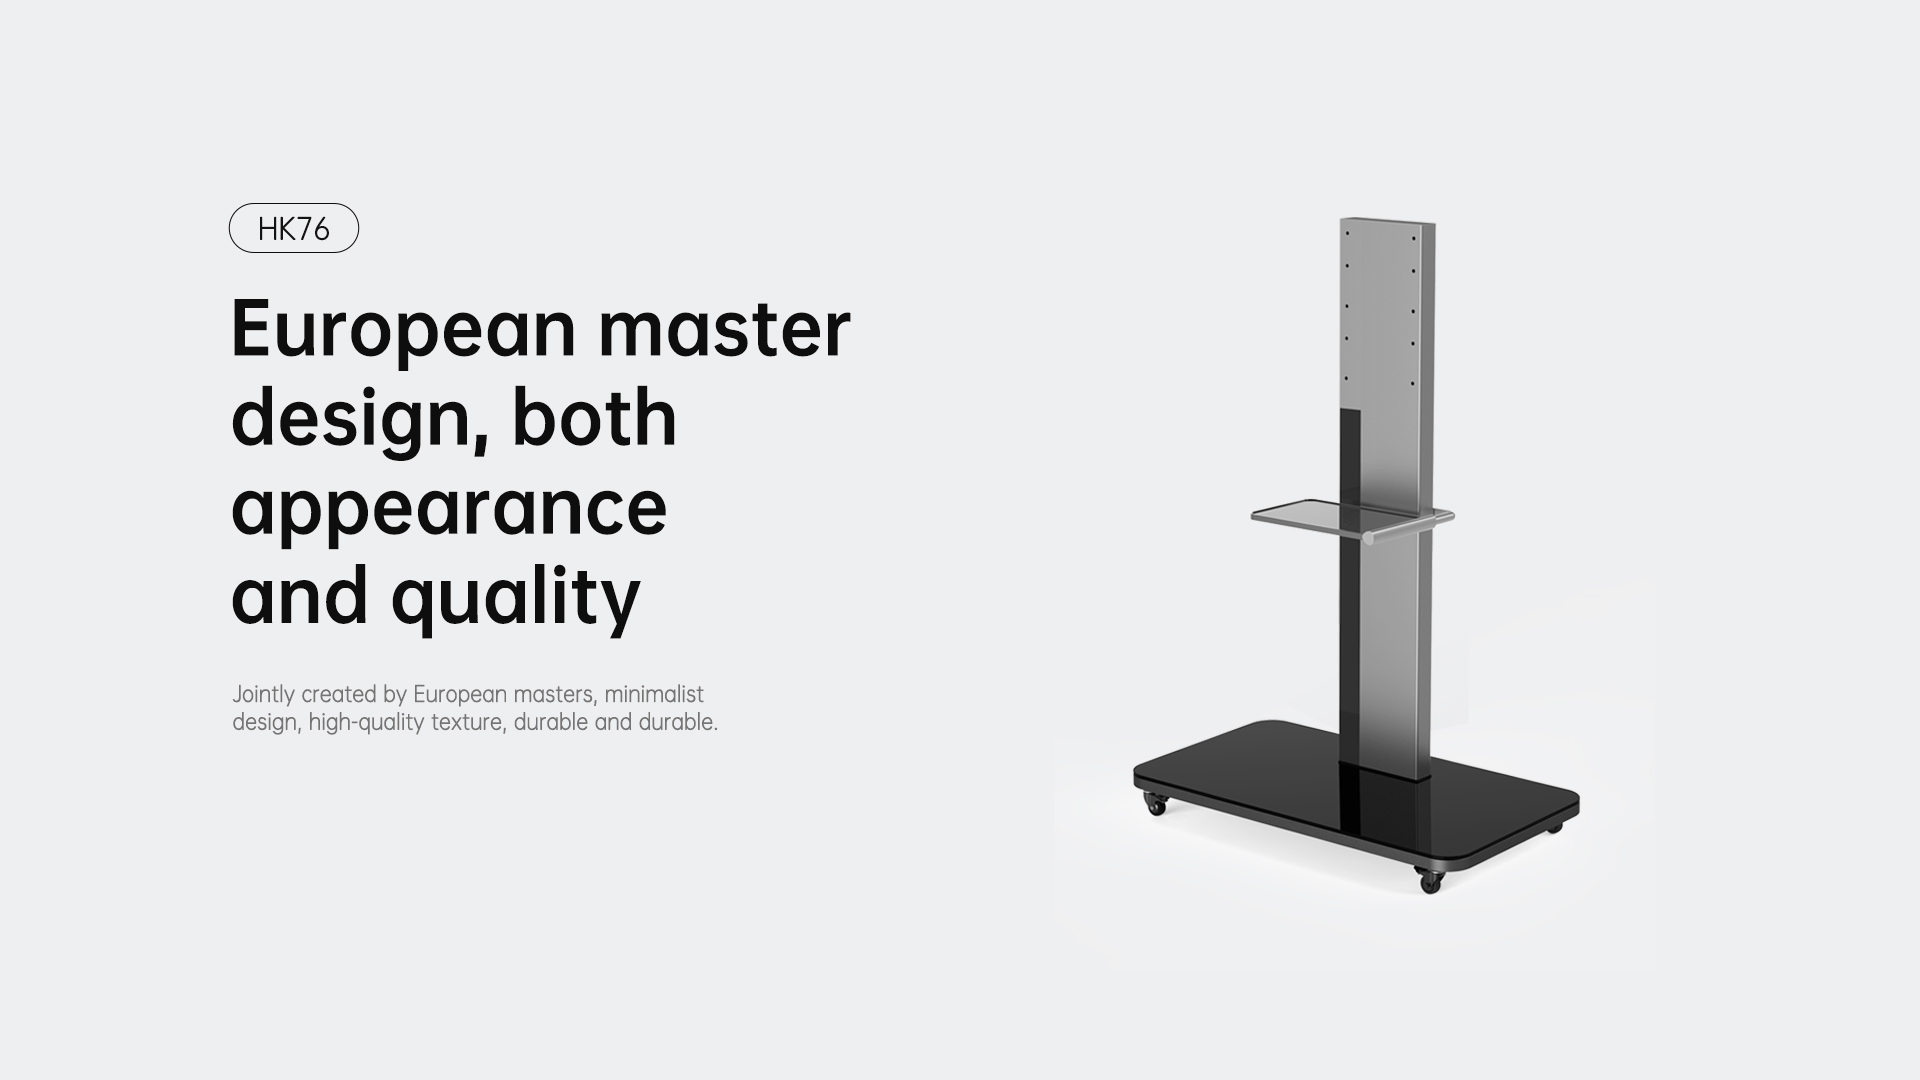 HK76
European master
design, both
appearance
and quality
Jointly created by European masters, minimalist
design, high-quality texture, durable and durable.